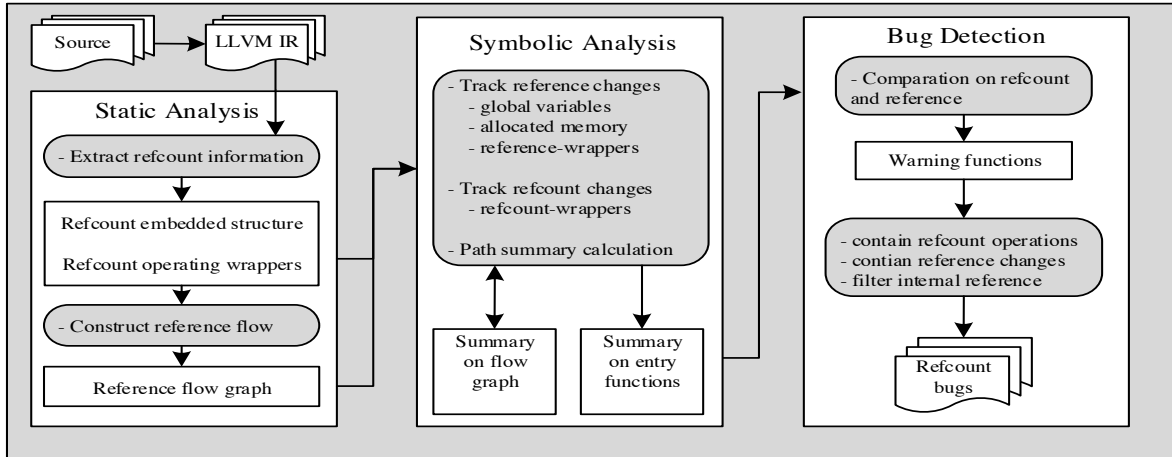 Source
LLVM IR
Static Analysis
- Extract refcount information
Refcount embedded structure
Refcount operating wrappers
- Construct reference flow
Reference flow graph
Symbolic Analysis
- Track reference changes
- global variables
- allocated memory
- reference-wrappers
- Track refcount changes
- refcount-wrappers
- Path summary calculation
Summary
on flow
graph
Summary
on entry
functions
Bug Detection
- Comparation on refcount
and reference
Warning functions
- contain refcount operations
- contian reference changes
- filter internal reference
Refcount
bugs